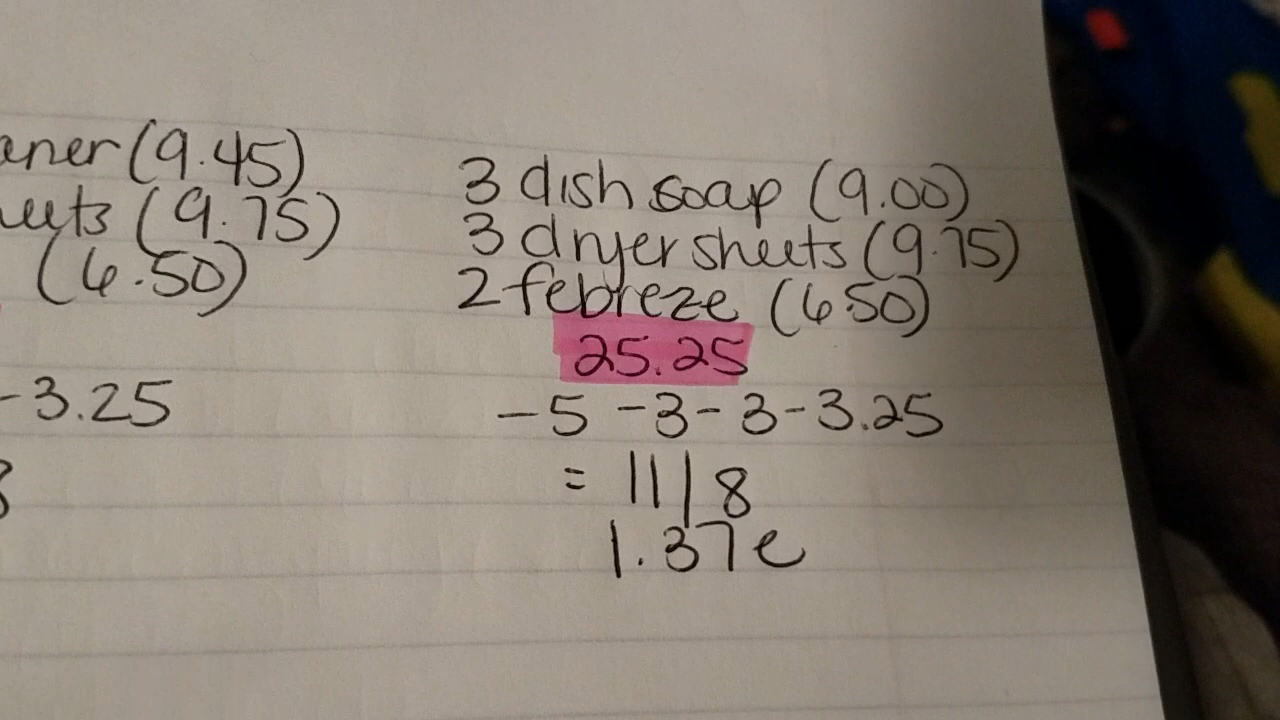 aner (9.45)
eets (9.75)
(6.50)
-3.25
3 dish soap (9.00)
3 dryer sheets (9.75)
2 febreze (6.50)
25.25
-5 -3-3-3.25
= 11/8
1.37e